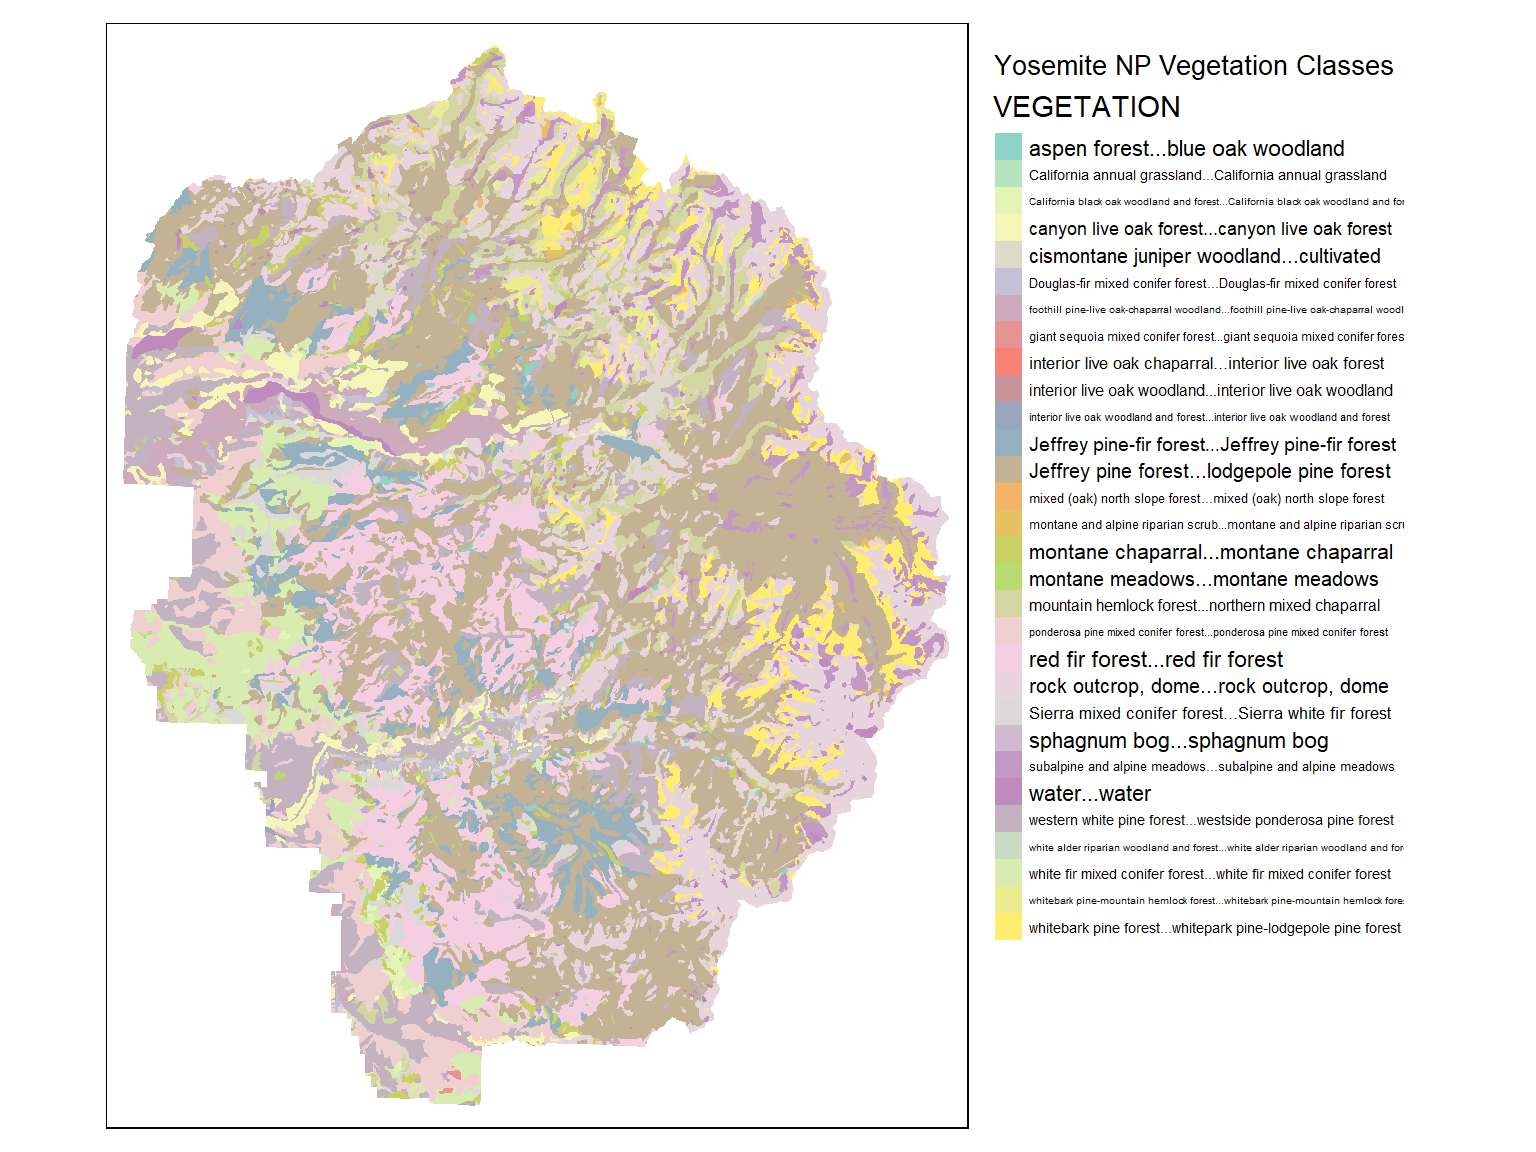 Yosemite NP Vegetation Classes
VEGETATION
aspen forest...blue oak woodland
California annual grassland...California annual grassland
California black oak woodland and forest...California black oak woodland and for
canyon live oak forest...canyon live oak forest
cismontane juniper woodland...cultivated
Douglas-fir mixed conifer forest...Douglas-fir mixed conifer forest
foothill pine-live oak-chaparral woodland...foothill pine-live oak-chaparral woodl
giant sequoia mixed conifer forest...giant sequoia mixed conifer fores
interior live oak chaparral...interior live oak forest
interior live oak woodland...interior live oak woodland
interior live oak woodland and forest...interior live oak woodland and forest
Jeffrey pine-fir forest...Jeffrey pine-fir forest
Jeffrey pine forest...lodgepole pine forest
mixed (oak) north slope forest...mixed (oak) north slope forest
montane and alpine riparian scrub...montane and alpine riparian scru
montane chaparral...montane chaparral
montane meadows...montane meadows
mountain hemlock forest...northern mixed chaparral
ponderosa pine mixed conifer forest...ponderosa pine mixed conifer forest
red fir forest...red fir forest
rock outcrop, dome...rock outcrop, dome
Sierra mixed conifer forest...Sierra white fir forest
sphagnum bog...sphagnum bog
subalpine and alpine meadows...subalpine and alpine meadows
water...water
western white pine forest...westside ponderosa pine forest
white alder riparian woodland and forest...white alder riparian woodland and for
white fir mixed conifer forest...white fir mixed conifer forest
whitebark pine-mountain hemlock forest...whitebark pine-mountain hemlock fore
whitebark pine forest...whitepark pine-lodgepole pine forest